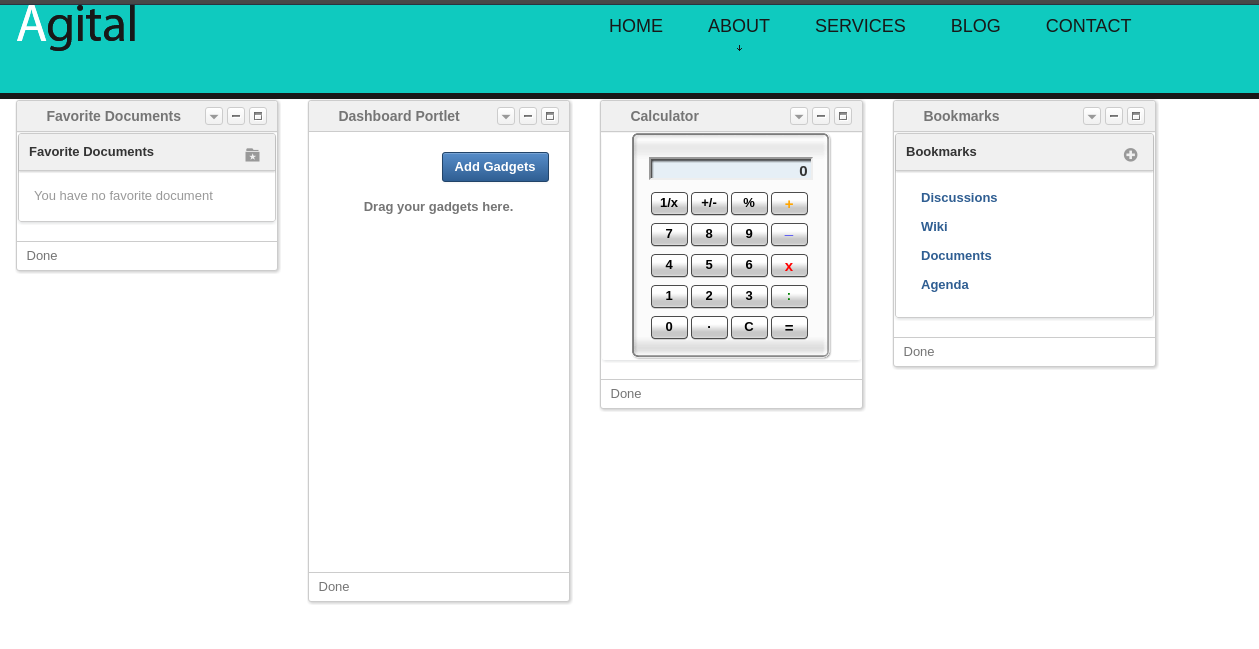 Agital
HOME ABOUT SERVICES BLOG CONTACT
Favorite Documents
Favorite Documents
You have no favorite document
Done
Dashboard Portlet
Add Gadgets
Drag your gadgets here.
Done
Calculator
0
1/x +/- % +
7 8 9 _
4 5 6 x
1 2 3 :
0 . C =
Done
Bookmarks
Bookmarks
Discussions
Wiki
Documents
Agenda
Done